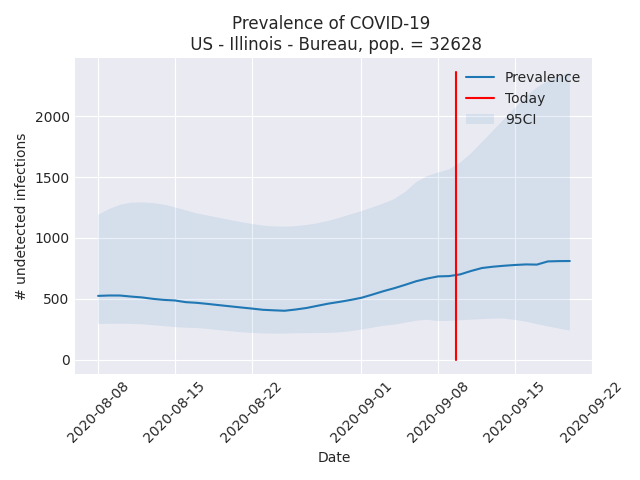 Prevalence of COVID-19
US - Illinois - Bureau, pop. = 32628
Prevalence
Today
95CI
# undetected infections
2000
1500
1000
500
0
2020-08-08
2020-08-15
2020-08-22
2020-09-01
2020-09-08
2020-09-15
2020-09-22
Date